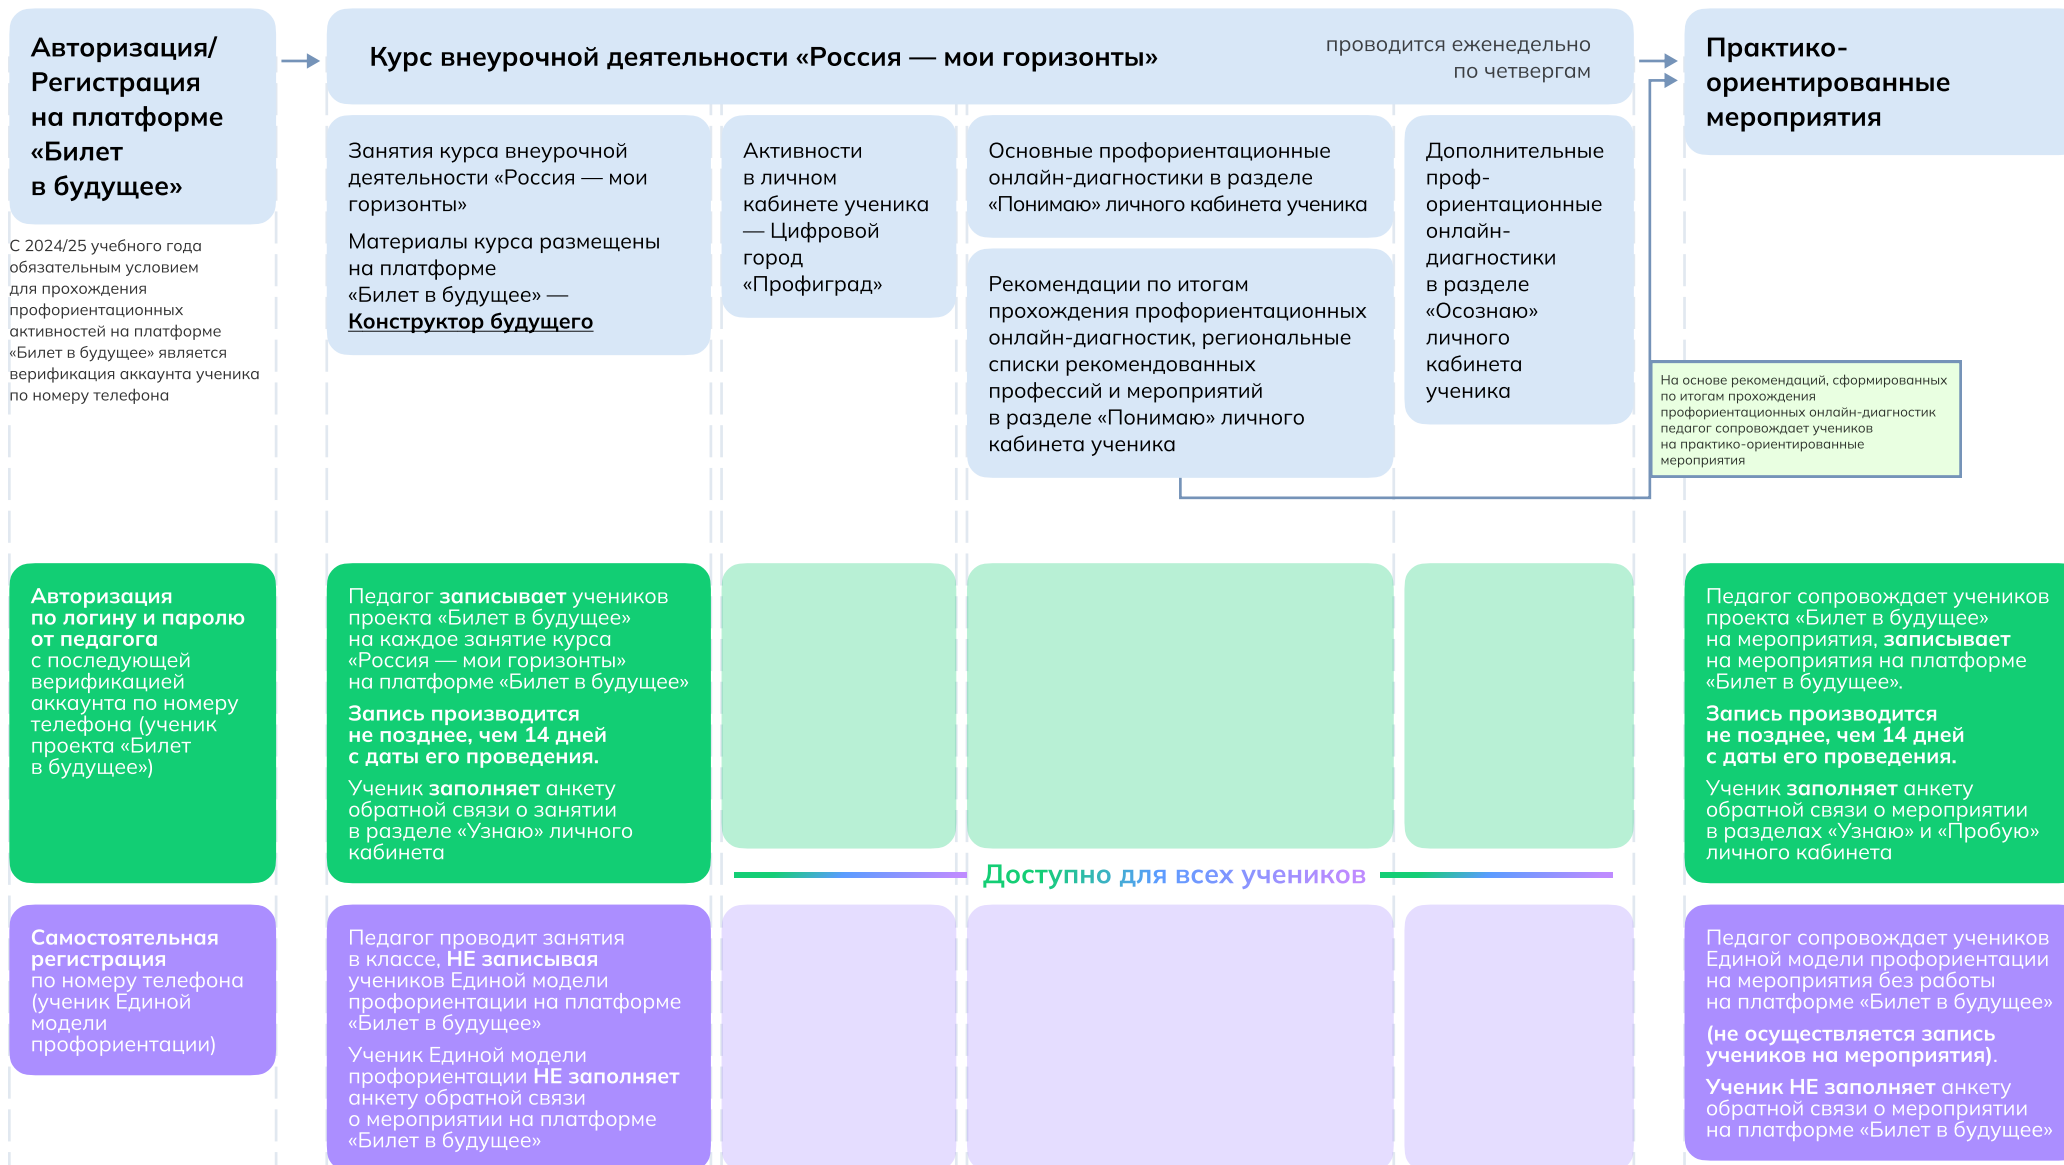 Авторизация/
Регистрация
на платформе
«Билет
в будущее»
С 2024/25 учебного года
обязательным условием
для прохождения
профориентационных
активностей на платформе
«Билет в будущее» является
верификация аккаунта ученика
по номеру телефона
Курс внеурочной деятельности «Россия — мои горизонты»
проводится еженедельно
по четвергам
Занятия курса внеурочной
деятельности «Россия — мои
горизонты»
Материалы курса размещены
на платформе
«Билет в будущее» —
Конструктор будущего
Активности
в личном
кабинете ученика
— Цифровой
город
«Профиград»
Основные профориентационные
онлайн-диагностики в разделе
«Понимаю» личного кабинета ученика
Рекомендации по итогам
прохождения профориентационных
онлайн-диагностик, региональные
списки рекомендованных
профессий и мероприятий
в разделе «Понимаю» личного
кабинета ученика
Дополнительные
проф-
ориентационные
онлайн-
диагностики
в разделе
«Осознаю»
личного
кабинета
ученика
Практико-
ориентированные
мероприятия
На основе рекомендаций, сформированных
по итогам прохождения
профориентационных онлайн-диагностик
педагог сопровождает учеников
на практико-ориентированные
мероприятия
Авторизация
по логину и паролю
от педагога
с последующей
верификацией
аккаунта по номеру
телефона (ученик
проекта «Билет
в будущее»)
Педагог записывает учеников
проекта «Билет в будущее»
на каждое занятие курса
«Россия — мои горизонты»
на платформе «Билет в будущее»
Запись производится
не позднее, чем 14 дней
с даты его проведения.
Ученик заполняет анкету
обратной связи о занятии
в разделе «Узнаю» личного
кабинета
Педагог сопровождает учеников
проекта «Билет в будущее»
на мероприятия, записывает
на мероприятия на платформе
«Билет в будущее».
Запись производится
не позднее, чем 14 дней
с даты его проведения.
Ученик заполняет анкету
обратной связи о мероприятии
в разделах «Узнаю» и «Пробую»
личного кабинета
Доступно для всех учеников
Самостоятельная
регистрация
по номеру телефона
(ученик Единой
модели
профориентации)
Педагог проводит занятия
в классе, НЕ записывая
учеников Единой модели
профориентации на платформе
«Билет в будущее»
Ученик Единой модели
профориентации НЕ заполняет
анкету обратной связи
о мероприятии на платформе
«Билет в будущее»
Педагог сопровождает учеников
Единой модели профориентации
на мероприятия без работы
на платформе «Билет в будущее»
(не осуществляется запись
учеников на мероприятия).
Ученик НЕ заполняет анкету
обратной связи о мероприятии
на платформе «Билет в будущее»